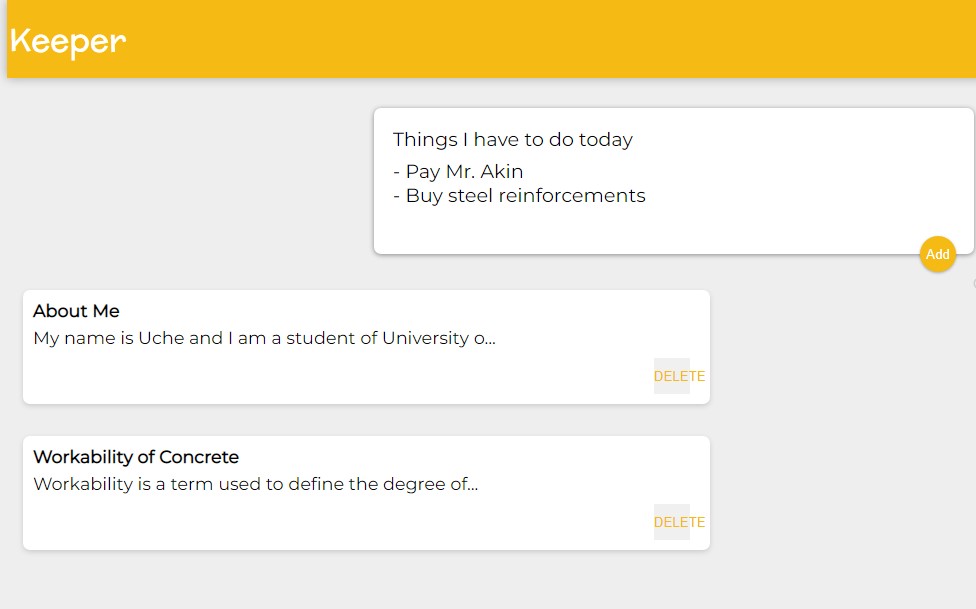 Keeper
Things I have to do today
- Pay Mr. Akin
- Buy steel reinforcements
Add
About Me
My name is Uche and I am a student of University o...
DELETE
Workability of Concrete
Workability is a term used to define the degree of...
DELETE